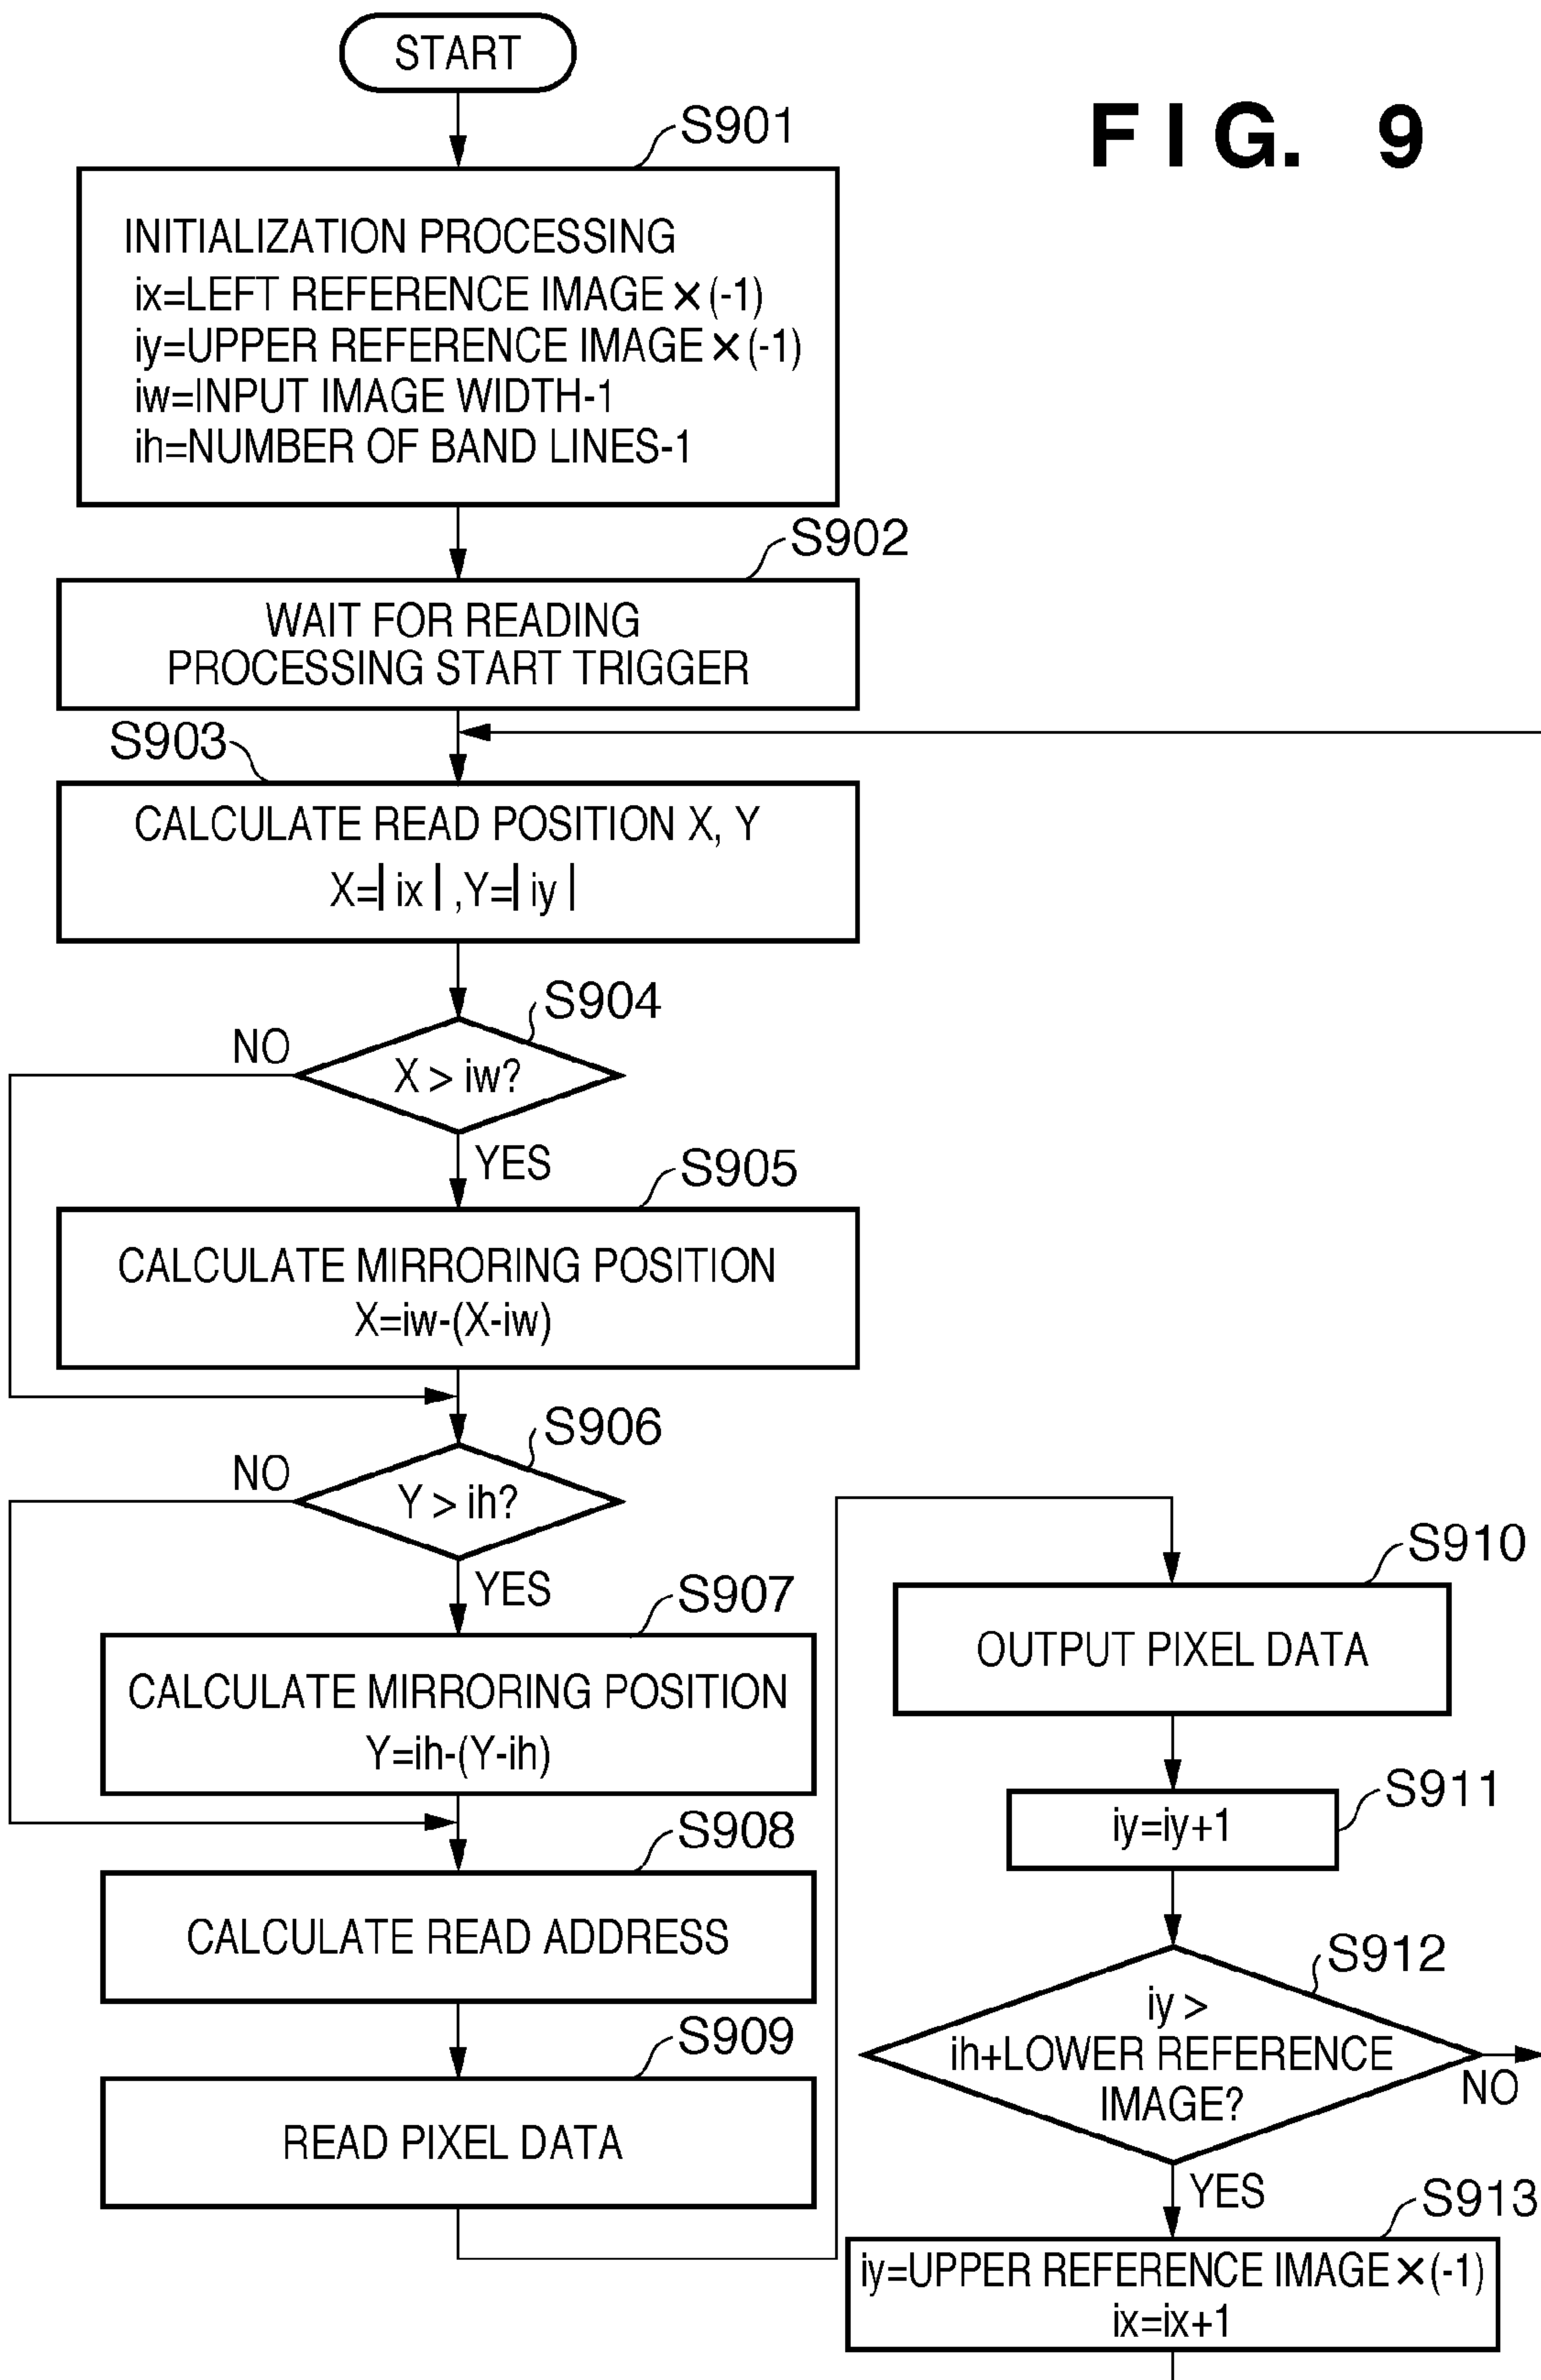 START
FIG. 9
S901
INITIALIZATION PROCESSING
ix=LEFT REFERENCE IMAGE×(-1)
iy=UPPER REFERENCE IMAGE×(-1)
iw=INPUT IMAGE WIDTH-1
ih=NUMBER OF BAND LINES-1
S902
WAIT FOR READING
PROCESSING START TRIGGER
S903
CALCULATE READ POSITION X, Y
X=| ix | ,Y=| iy |
S904
NO
X > iw?
YES
S905
CALCULATE MIRRORING POSITION
X=iw-(X-iw)
S906
NO
Y > ih?
YES
S907
CALCULATE MIRRORING POSITION
Y=ih-(Y-ih)
S908
CALCULATE READ ADDRESS
S909
READ PIXEL DATA
S910
OUTPUT PIXEL DATA
S911
iy=iy+1
S912
iy >
ih+LOWER REFERENCE
IMAGE?
NO
YES
S913
iy=UPPER REFERENCE IMAGE×(-1)
ix=ix+1